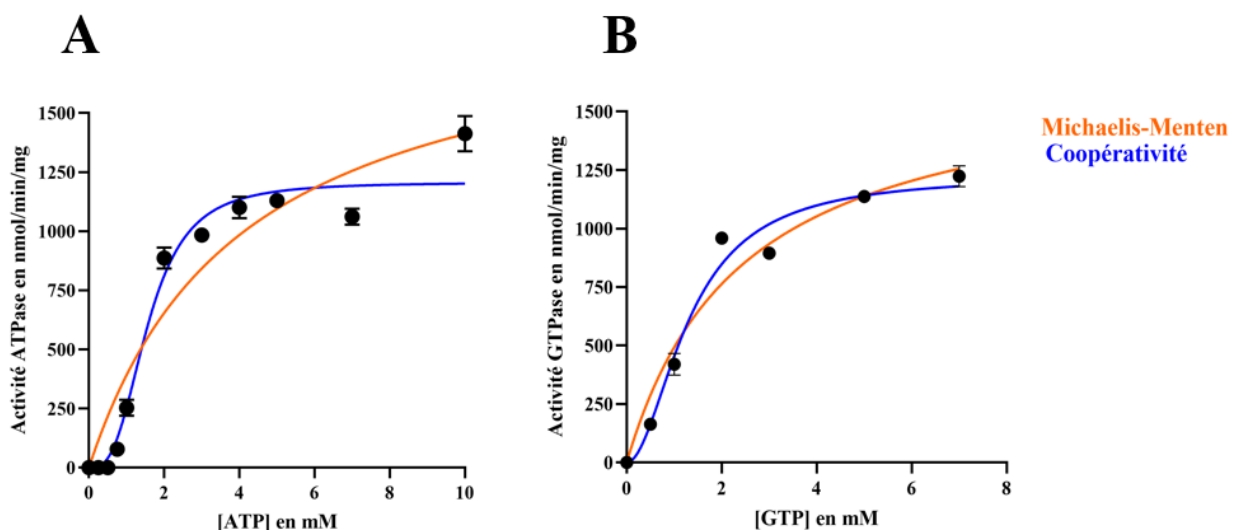 A
B
Activité ATPase en nmol/min/mg
1500
1250
1000
750
500
250
0
0 2 4 6 8 10
[ATP] en mM
Activité GTPase en nmol/min/mg
1500
1250
1000
750
500
250
0
0 2 4 6 8
[GTP] en mM
Michaelis-Menten
Coopérativité